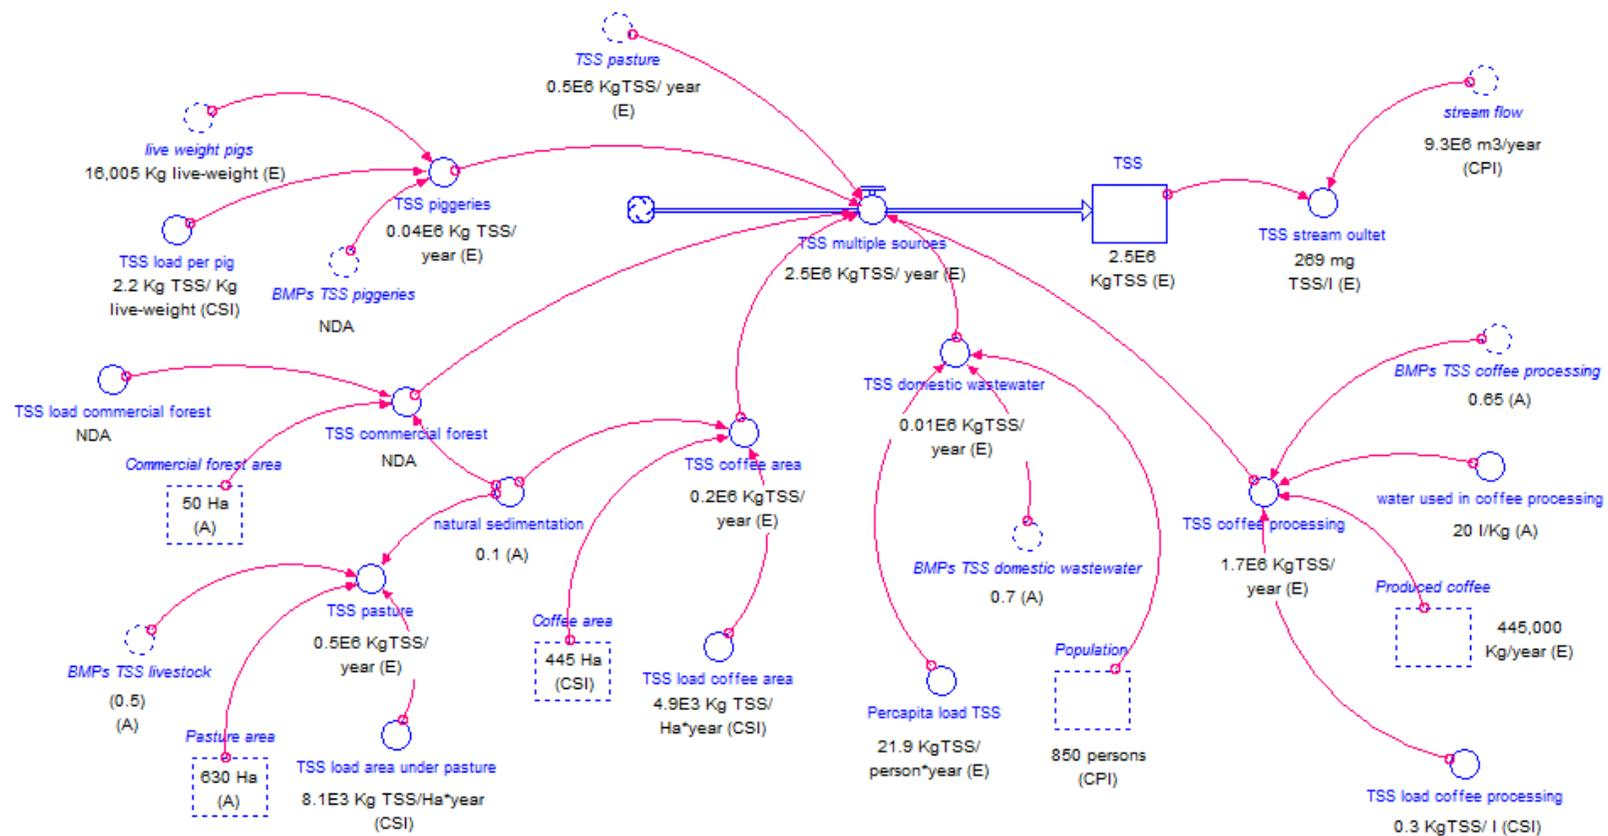 TSS pasture
0.5E6 KgTSS/ year
(E)
stream flow
9.3E6 m3/year
(CPI)
live weight pigs
16,005 Kg live-weight (E)
TSS piggeries
0.04E6 Kg TSS/
year (E)
TSS load per pig
2.2 Kg TSS/ Kg
live-weight (CSI)
BMPs TSS piggeries
NDA
TSS multiple sources
2.5E6 KgTSS/ year (E)
TSS
2.5E6
KgTSS (E)
TSS stream oultet
269 mg
TSS/l (E)
TSS load commercial forest
NDA
TSS commercial forest
NDA
Commercial forest area
50 Ha
(A)
natural sedimentation
0.1 (A)
TSS coffee area
0.2E6 KgTSS/
year (E)
TSS domestic wastewater
0.01E6 KgTSS/
year (E)
BMPs TSS coffee processing
0.65 (A)
water used in coffee processing
20 l/Kg (A)
TSS coffee processing
1.7E6 KgTSS/
year (E)
Produced coffee
445,000
Kg/year (E)
TSS pasture
0.5E6 KgTSS/
year (E)
BMPs TSS livestock
(0.5)
(A)
Pasture area
630 Ha
(A)
TSS load area under pasture
8.1E3 Kg TSS/Ha*year
(CSI)
Coffee area
445 Ha
(CSI)
TSS load coffee area
4.9E3 Kg TSS/
Ha*year (CSI)
BMPs TSS domestic wastewater
0.7 (A)
Percapita load TSS
21.9 KgTSS/
person*year (E)
Population
850 persons
(CPI)
TSS load coffee processing
0.3 KgTSS/ l (CSI)